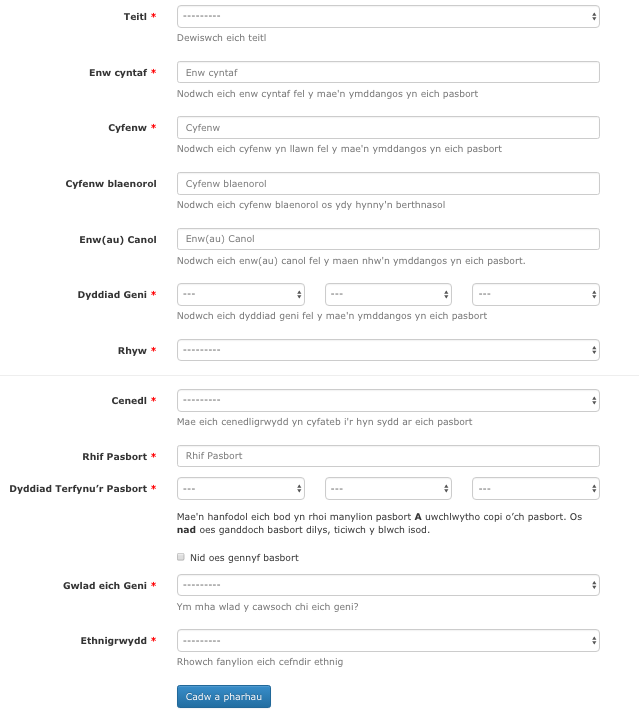 Teitl * ---------
Dewiswch eich teitl
Enw cyntaf * Enw cyntaf
Nodwch eich enw cyntaf fel y mae'n ymddangos yn eich pasbort
Cyfenw * Cyfenw
Nodwch eich cyfenw yn llawn fel y mae'n ymddangos yn eich pasbort
Cyfenw blaenorol Cyfenw blaenorol
Nodwch eich cyfenw blaenorol os ydy hynny'n berthnasol
Enw(au) Canol Enw(au) Canol
Nodwch eich enw(au) canol fel y maen nhw'n ymddangos yn eich pasbort.
Dyddiad Geni * --- --- ---
Nodwch eich dyddiad geni fel y mae'n ymddangos yn eich pasbort
Rhyw * ---------
Cenedl * ---------
Mae eich cenedligrwydd yn cyfateb i'r hyn sydd ar eich pasbort
Rhif Pasbort * Rhif Pasbort
Dyddiad Terfynu’r Pasbort * --- --- ---
Mae'n hanfodol eich bod yn rhoi manylion pasbort A uwchlwytho copi o’ch pasbort. Os
nad oes ganddoch basbort dilys, ticiwch y blwch isod.
Nid oes gennyf basbort
Gwlad eich Geni * ---------
Ym mha wlad y cawsoch chi eich geni?
Ethnigrwydd * ---------
Rhowch fanylion eich cefndir ethnig
Cadw a pharhau